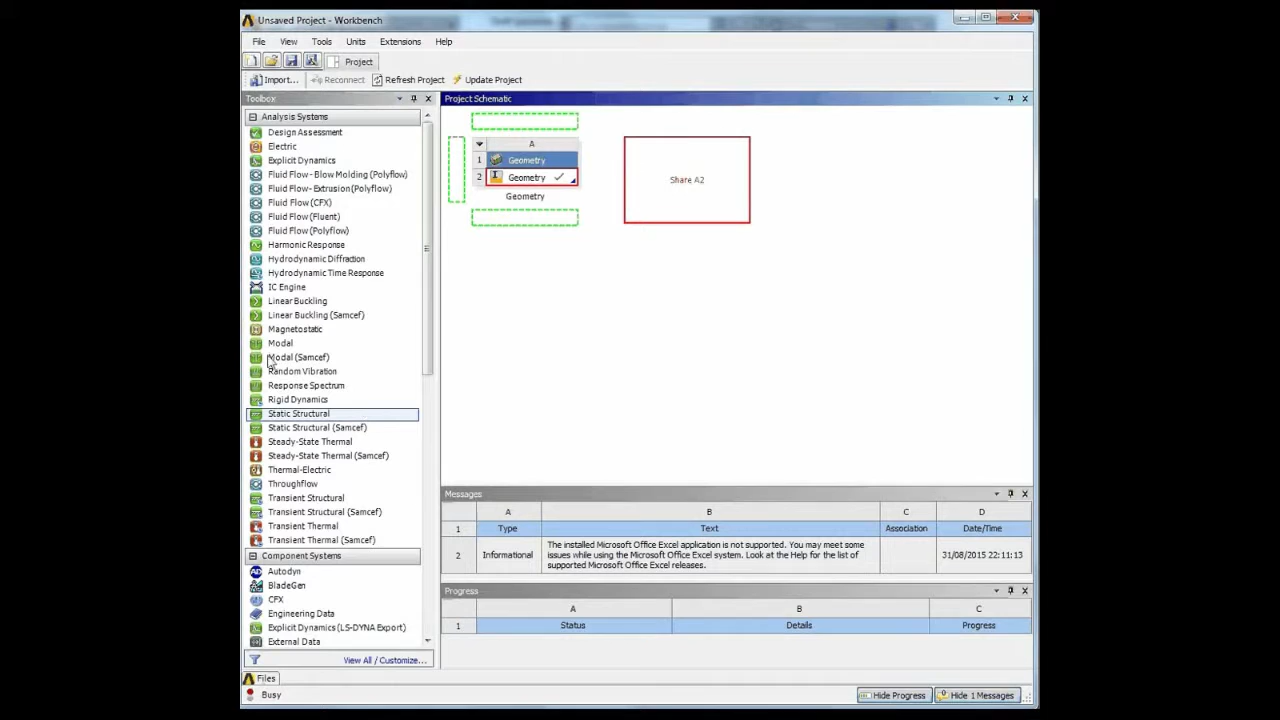 Unsaved Project - Workbench
File View Tools Units Extensions Help
Project
Import... Reconnect Refresh Project Update Project
Toolbox
Analysis Systems
Design Assessment
Electric
Explicit Dynamics
Fluid Flow - Blow Molding (Polyflow)
Fluid Flow-Extrusion (Polyflow)
Fluid Flow (CFX)
Fluid Flow (Fluent)
Fluid Flow (Polyflow)
Harmonic Response
Hydrodynamic Diffraction
Hydrodynamic Time Response
IC Engine
Linear Buckling
Linear Buckling (Samcef)
Magnetostatic
Modal
Modal (Samcef)
Random Vibration
Response Spectrum
Rigid Dynamics
Static Structural
Static Structural (Samcef)
Steady-State Thermal
Steady-State Thermal (Samcef)
Thermal-Electric
Throughflow
Transient Structural
Transient Structural (Samcef)
Transient Thermal
Transient Thermal (Samcef)
Component Systems
Autodyn
BladeGen
CFX
Engineering Data
Explicit Dynamics (LS-DYNA Export)
External Data
View All / Customize...
Project Schematic
A
1 Geometry
2 Geometry
Geometry
Share A2
Messages
A B C D
1 Type Text Association Date/Time
2 Informational The installed Microsoft Office Excel application is not supported. You may meet some
issues while using the Microsoft Office Excel system. Look at the Help for the list of
supported Microsoft Office Excel releases.
31/08/2015 22:11:13
Progress
A B C
1 Status Details Progress
Files
Busy
Hide Progress Hide 1 Messages